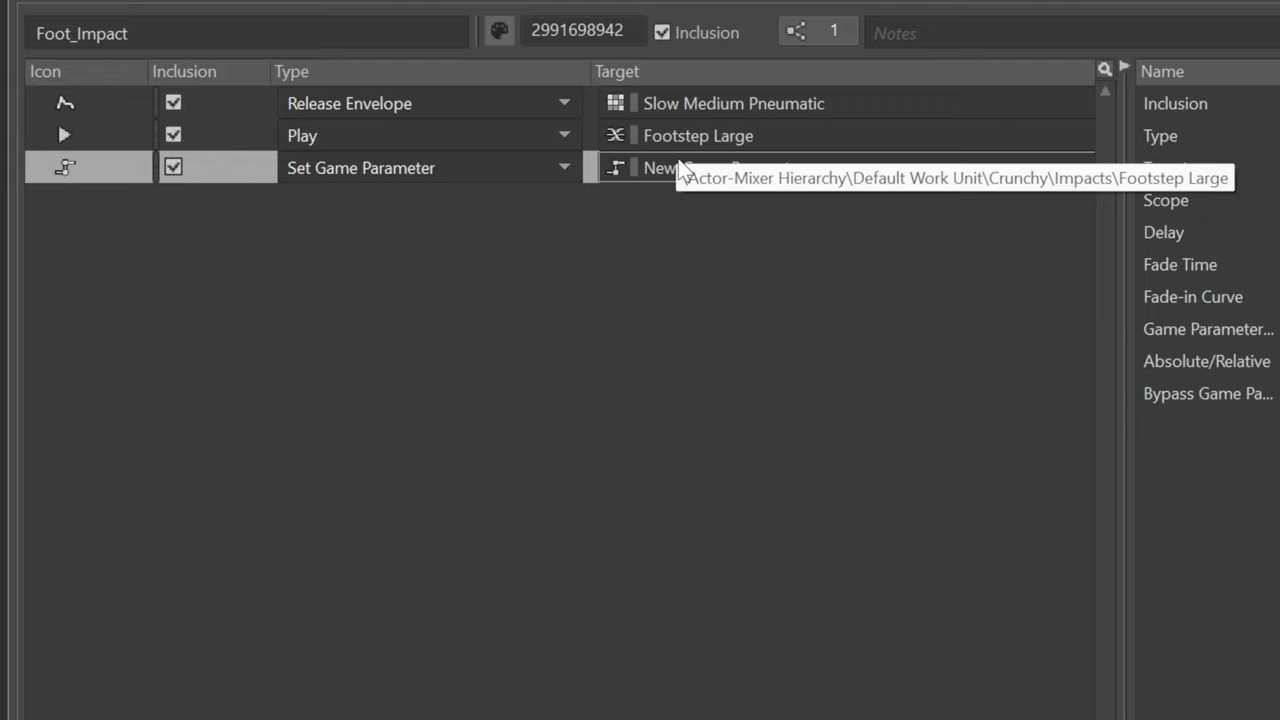 Foot_Impact 2991698942 Inclusion 1 Notes
Icon Inclusion Type Target Name
Release Envelope Slow Medium Pneumatic Inclusion
Play Footstep Large Type
Set Game Parameter New
Actor-Mixer Hierarchy\Default Work Unit\Crunchy\Impacts\Footstep Large
Scope
Delay
Fade Time
Fade-in Curve
Game Parameter...
Absolute/Relative
Bypass Game Pa...